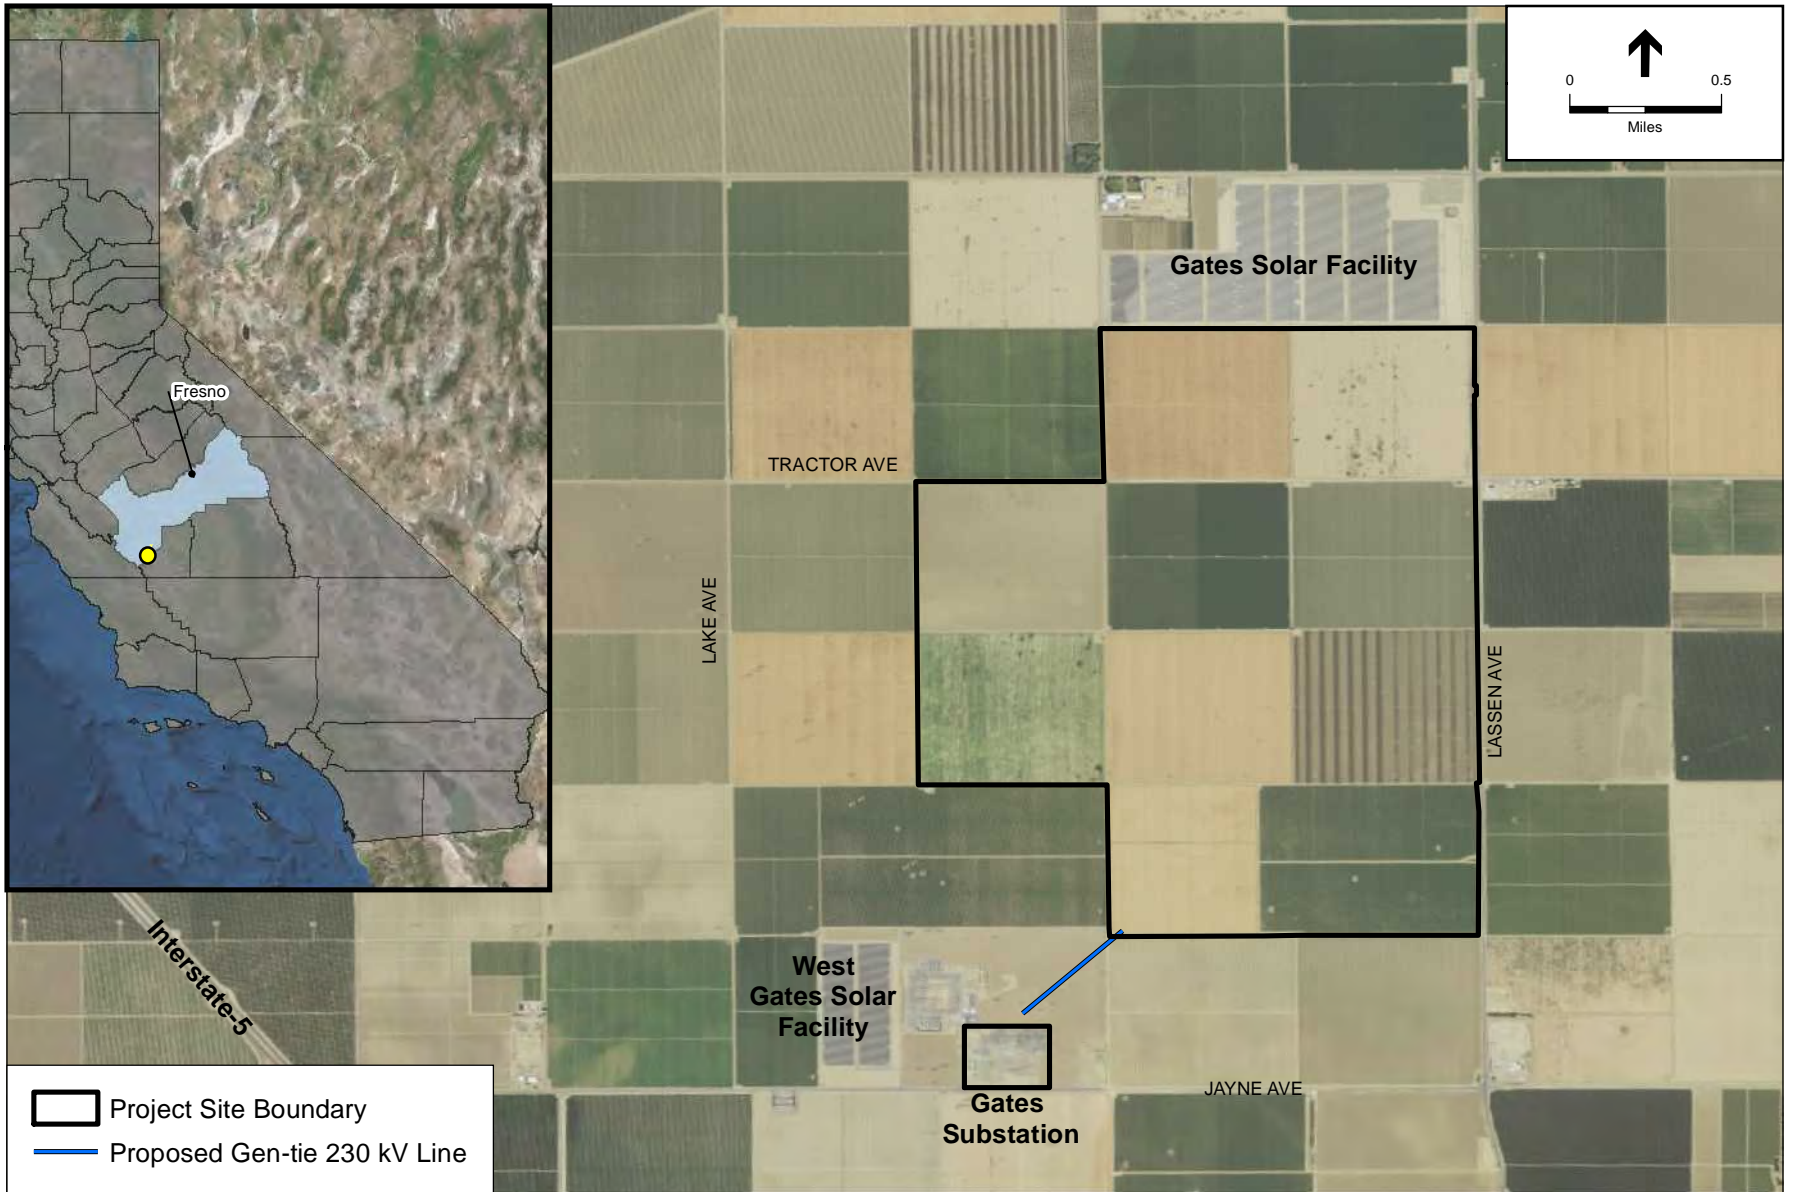 0 0.5
Miles
Fresno
Gates Solar Facility
TRACTOR AVE
LAKE AVE
LASSEN AVE
Interstate-5
West
Gates Solar
Facility
Gates
Substation
JAYNE AVE
Project Site Boundary
Proposed Gen-tie 230 kV Line